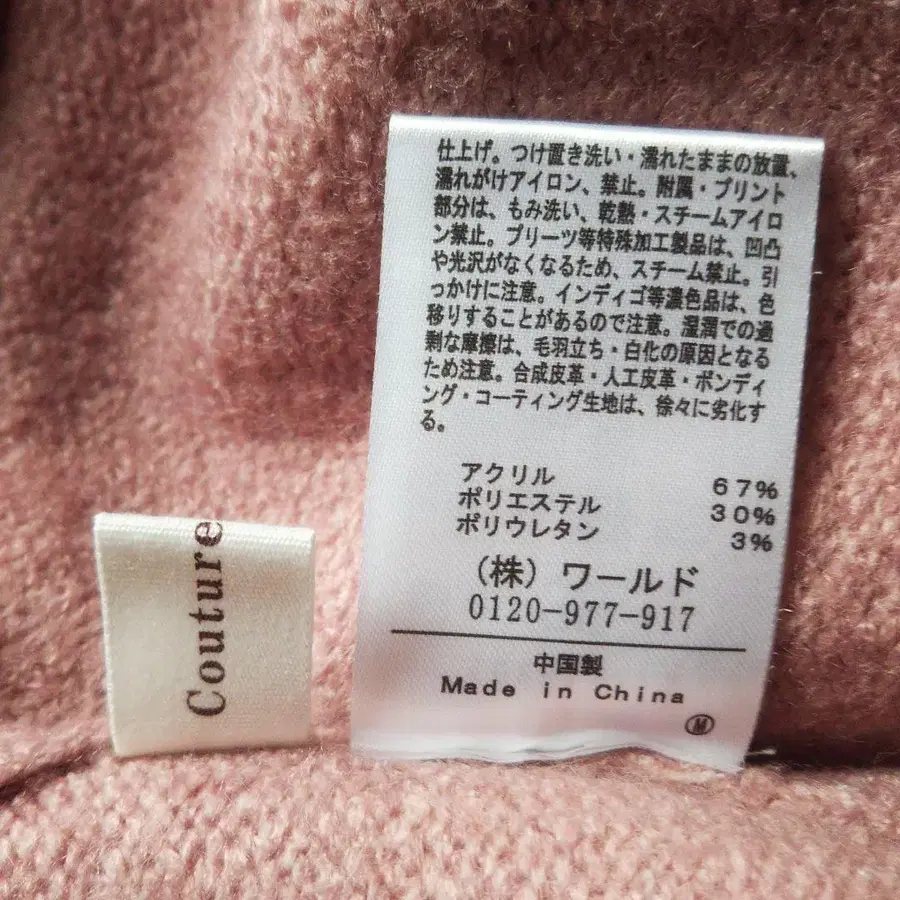 仕上げ。つけ置き洗い・濡れたままの放置、
濡れがけアイロン、禁止。附属・プリント
部分は、もみ洗い、乾熱・スチームアイロ
ン禁止。プリーツ等特殊加工製品は、凹凸
や光沢がなくなるため、スチーム禁止。引
っかけに注意。インディゴ等濃色品は、色
移りすることがあるので注意。湿潤での過
剰な摩擦は、毛羽立ち・白化の原因となる
ため注意。合成皮革・人工皮革・ボンディ
ング・コーティング生地は、徐々に劣化す
る。
アクリル 67%
ポリエステル 30%
ポリウレタン 3%
(株) ワールド
0120-977-917
中国製
Made in China
M
Couture